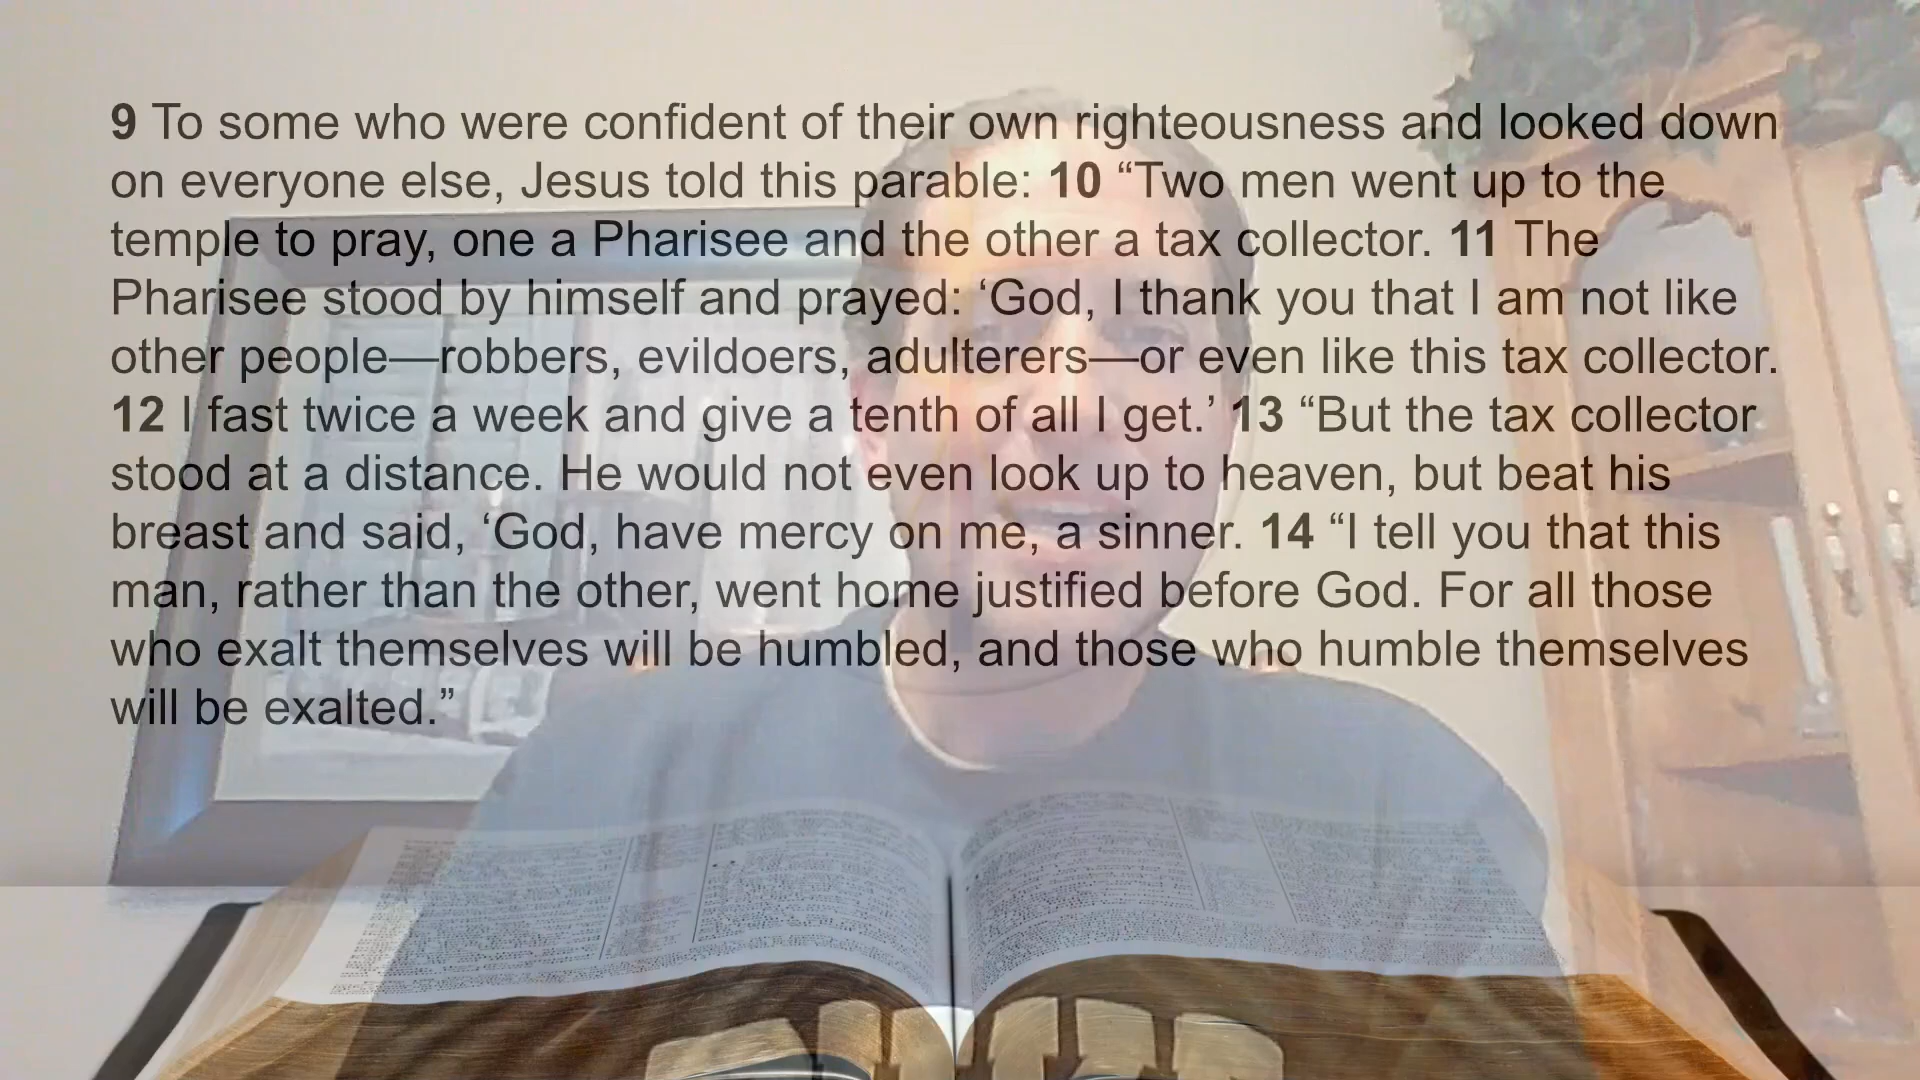 9 To some who were confident of their own righteousness and looked down
on everyone else, Jesus told this parable: 10 “Two men went up to the
temple to pray, one a Pharisee and the other a tax collector. 11 The
Pharisee stood by himself and prayed: ‘God, I thank you that I am not like
other people—robbers, evildoers, adulterers—or even like this tax collector.
12 I fast twice a week and give a tenth of all I get.’ 13 “But the tax collector
stood at a distance. He would not even look up to heaven, but beat his
breast and said, ‘God, have mercy on me, a sinner. 14 “I tell you that this
man, rather than the other, went home justified before God. For all those
who exalt themselves will be humbled, and those who humble themselves
will be exalted.”